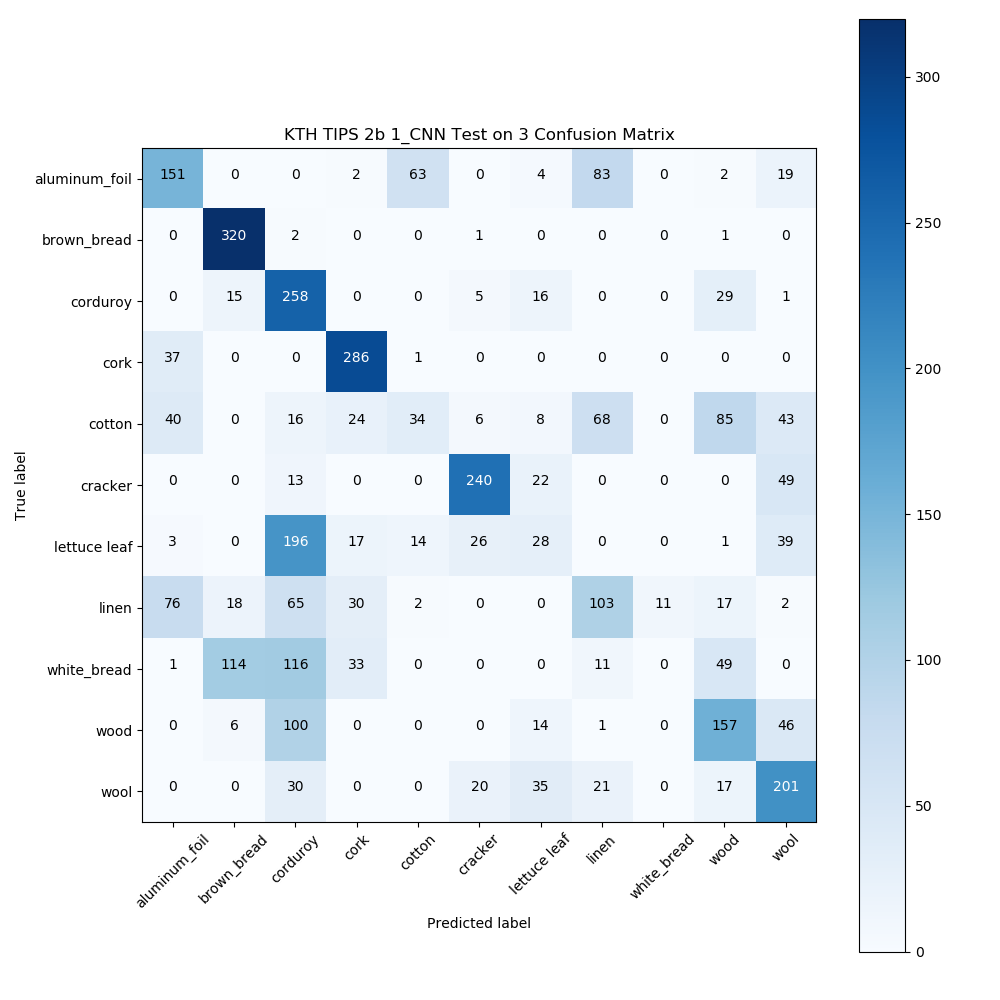 KTH TIPS 2b 1_CNN Test on 3 Confusion Matrix
aluminum_foil 151 0 0 2 63 0 4 83 0 2 19
brown_bread 0 320 2 0 0 1 0 0 0 1 0
corduroy 0 15 258 0 0 5 16 0 0 29 1
cork 37 0 0 286 1 0 0 0 0 0 0
cotton 40 0 16 24 34 6 8 68 0 85 43
cracker 0 0 13 0 0 240 22 0 0 0 49
lettuce leaf 3 0 196 17 14 26 28 0 0 1 39
linen 76 18 65 30 2 0 0 103 11 17 2
white_bread 1 114 116 33 0 0 0 11 0 49 0
wood 0 6 100 0 0 0 14 1 0 157 46
wool 0 0 30 0 0 20 35 21 0 17 201
True label
aluminum_foil brown_bread corduroy cork cotton cracker lettuce leaf linen white_bread wood wool
Predicted label
300
250
200
150
100
50
0